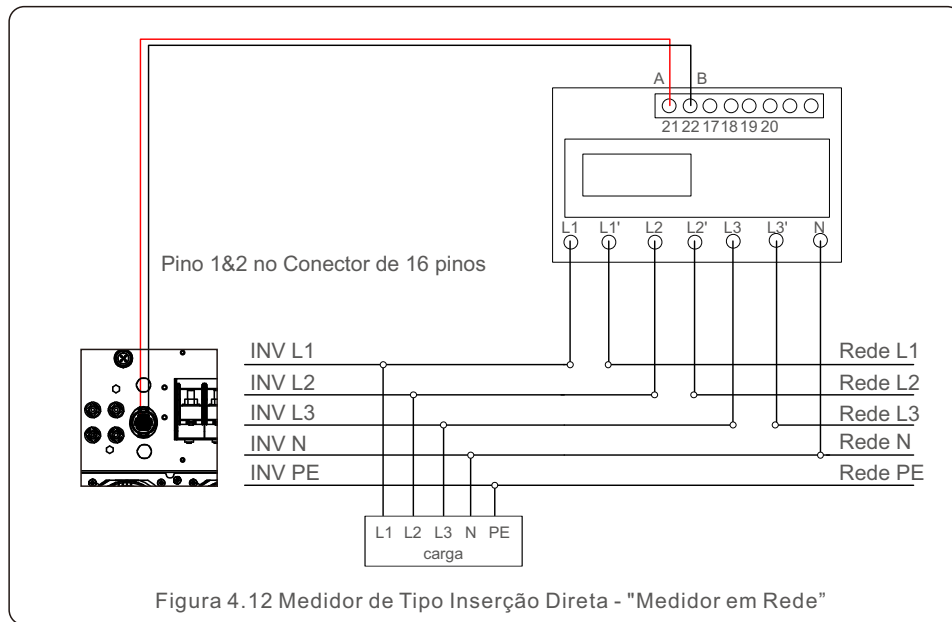 A B
21 22 17 18 19 20
L1 L1' L2 L2' L3 L3' N
Pino 1&2 no Conector de 16 pinos
INV L1 Rede L1
INV L2 Rede L2
INV L3 Rede L3
INV N Rede N
INV PE Rede PE
L1 L2 L3 N PE
carga
Figura 4.12 Medidor de Tipo Inserção Direta - "Medidor em Rede”